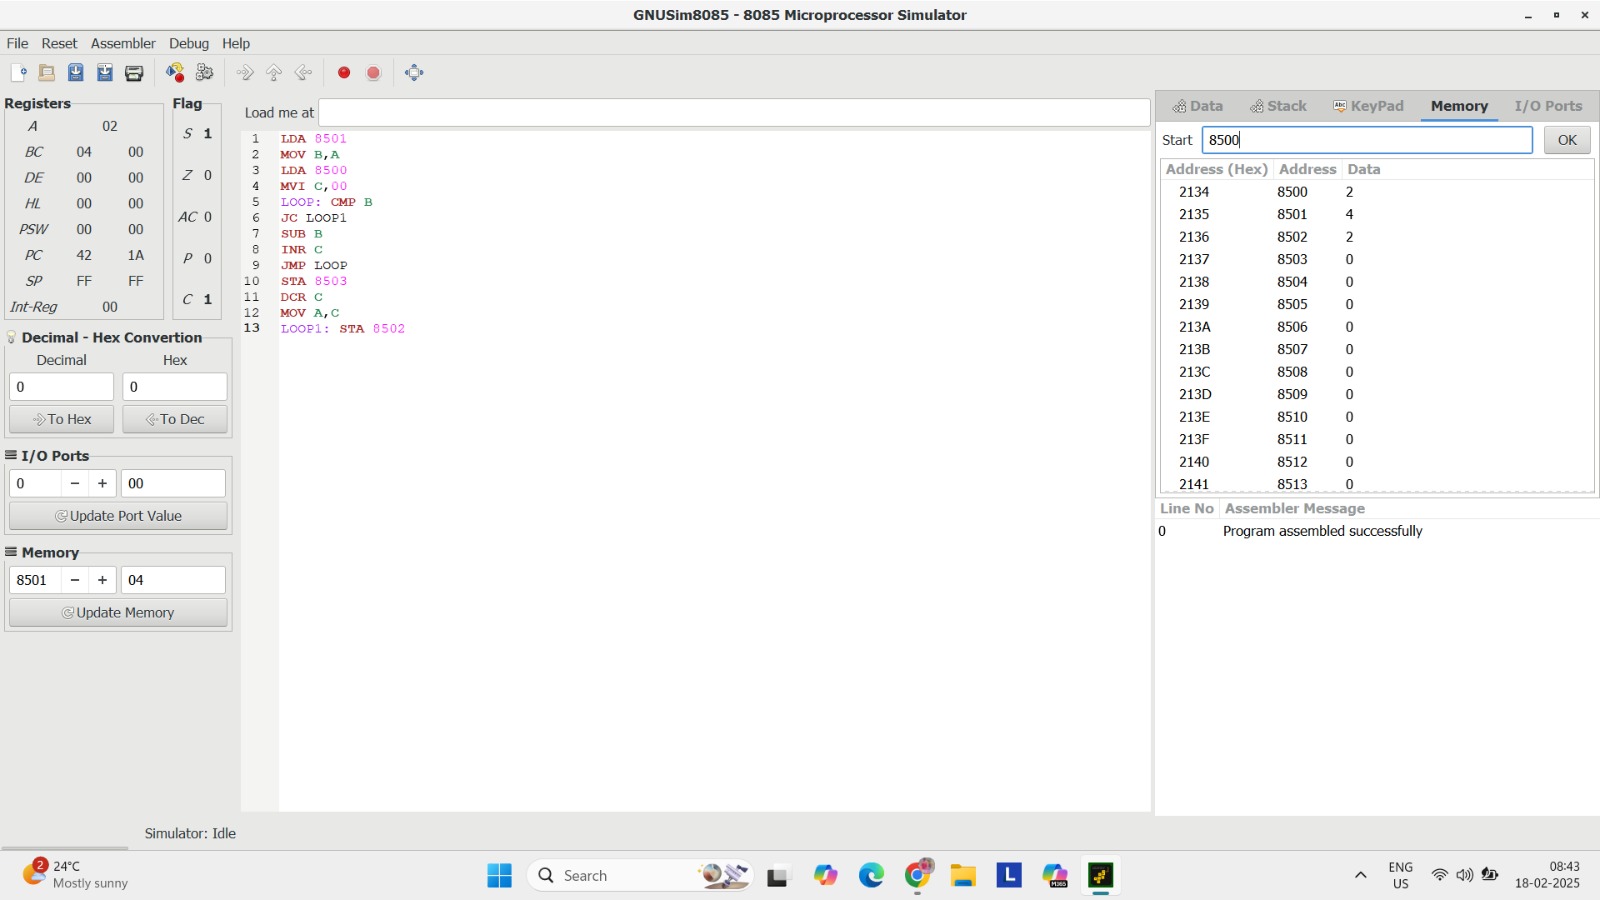 GNUSim8085 - 8085 Microprocessor Simulator
File Reset Assembler Debug Help
Registers
A 02
BC 04 00
DE 00 00
HL 00 00
PSW 00 00
PC 42 1A
SP FF FF
Int-Reg 00
Flag
S 1
Z 0
AC 0
P 0
C 1
Decimal - Hex Convertion
Decimal Hex
0 0
To Hex To Dec
I/O Ports
0 - + 00
Update Port Value
Memory
8501 - + 04
Update Memory
Load me at
1 LDA 8501
2 MOV B,A
3 LDA 8500
4 MVI C,00
5 LOOP: CMP B
6 JC LOOP1
7 SUB B
8 INR C
9 JMP LOOP
10 STA 8503
11 DCR C
12 MOV A,C
13 LOOP1: STA 8502
Data Stack Abc KeyPad Memory I/O Ports
Start 8500 OK
Address (Hex) Address Data
2134 8500 2
2135 8501 4
2136 8502 2
2137 8503 0
2138 8504 0
2139 8505 0
213A 8506 0
213B 8507 0
213C 8508 0
213D 8509 0
213E 8510 0
213F 8511 0
2140 8512 0
2141 8513 0
Line No Assembler Message
0 Program assembled successfully
Simulator: Idle
2
24°C
Mostly sunny
Search
L
M365
ENG
US
08:43
18-02-2025